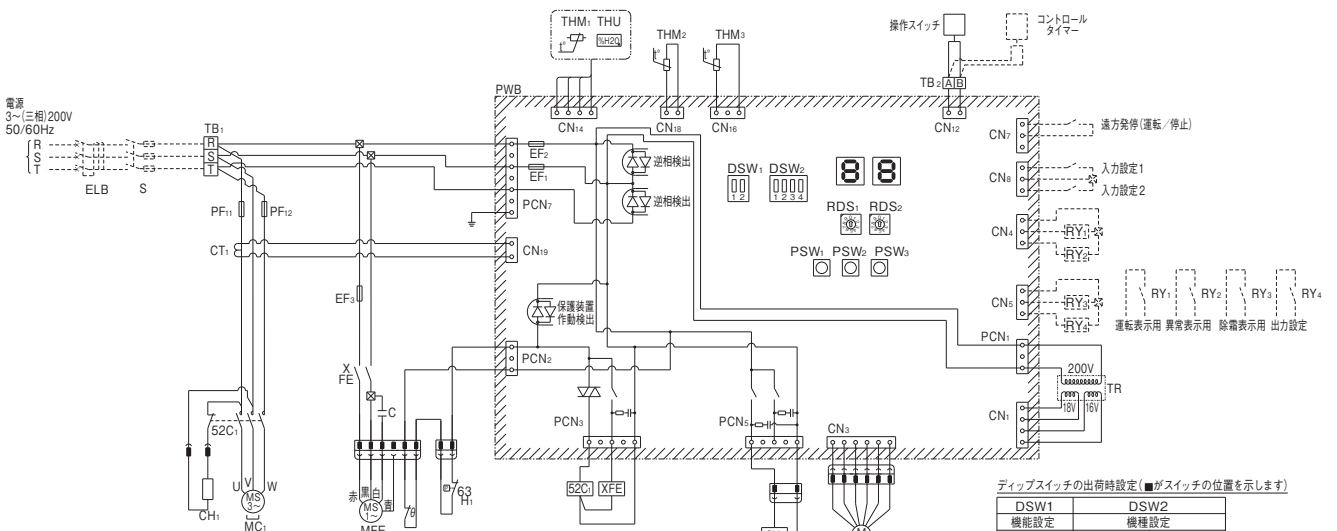 THM1 THU
t° %H2O
THM2
t°
THM3
t°
操作スイッチ
コントロール
タイマー
TB2 A B
電源
3～(三相)200V
50/60Hz
R
S
T
ELB
S
TB1
R
S
T
PWB
CN14
CN18
CN16
CN12
CN7
遠方発停(運転／停止)
EF2
EF1
逆相検出
逆相検出
DSW1
1 2
DSW2
1 2 3 4
8 8
CN8
入力設定1
入力設定2
PF11
PF12
PCN7
RDS1 RDS2
0 0
CN4
RY1
RY2
CT1
CN19
PSW1 PSW2 PSW3
EF3
保護装置
作動検出
CN5
RY3
RY4
RY1 RY2 RY3 RY4
運転表示用 異常表示用 除霜表示用 出力設定
X
FE
PCN2
PCN1
200V
TR
18V 16V
C
PCN3
PCN5
CN3
CN1
52C1
U V W
MS
3～
MC1
CH1
赤 黒 白 青
MS
1～
MFE
θ
P
63
H1
52C1
XFE
M
ディップスイッチの出荷時設定(■がスイッチの位置を示します)
DSW1 DSW2
機能設定 機種設定